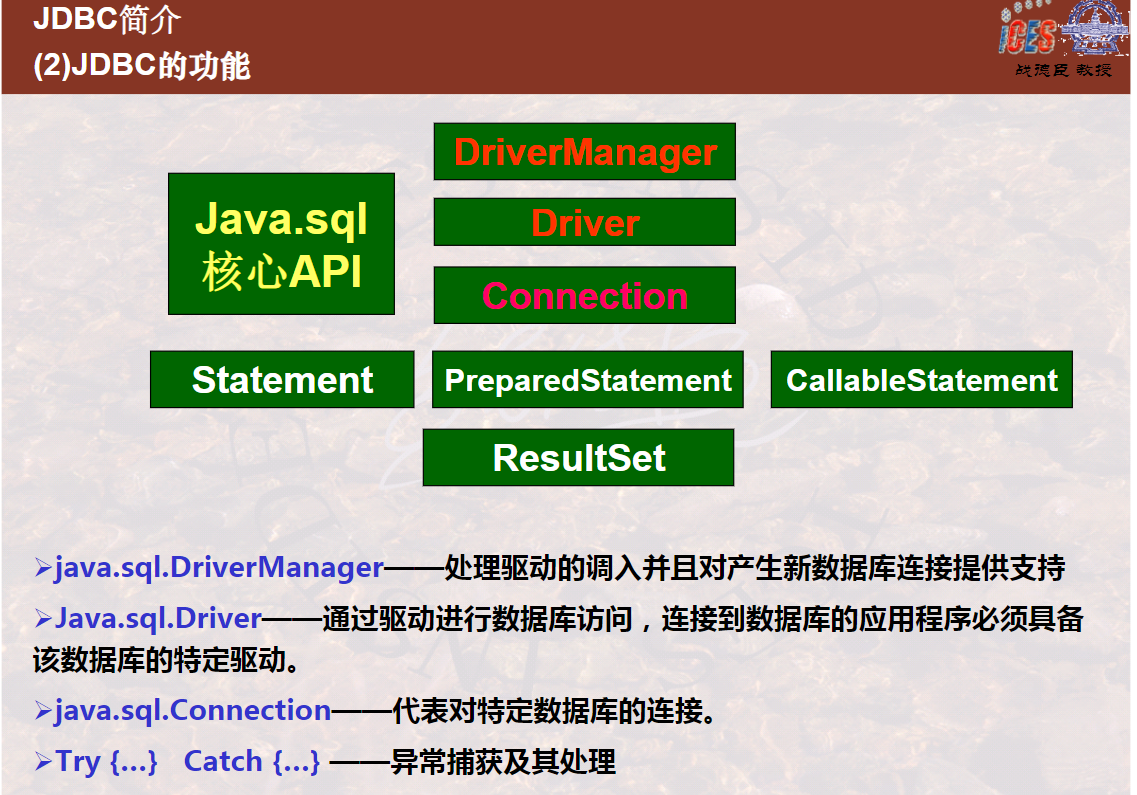 JDBC简介
(2)JDBC的功能
iCES
战德臣 教授
DriverManager
Java.sql
核心API
Driver
Connection
Statement
PreparedStatement
CallableStatement
ResultSet
➢java.sql.DriverManager——处理驱动的调入并且对产生新数据库连接提供支持
➢Java.sql.Driver——通过驱动进行数据库访问，连接到数据库的应用程序必须具备
该数据库的特定驱动。
➢java.sql.Connection——代表对特定数据库的连接。
➢Try {…} Catch {…} ——异常捕获及其处理